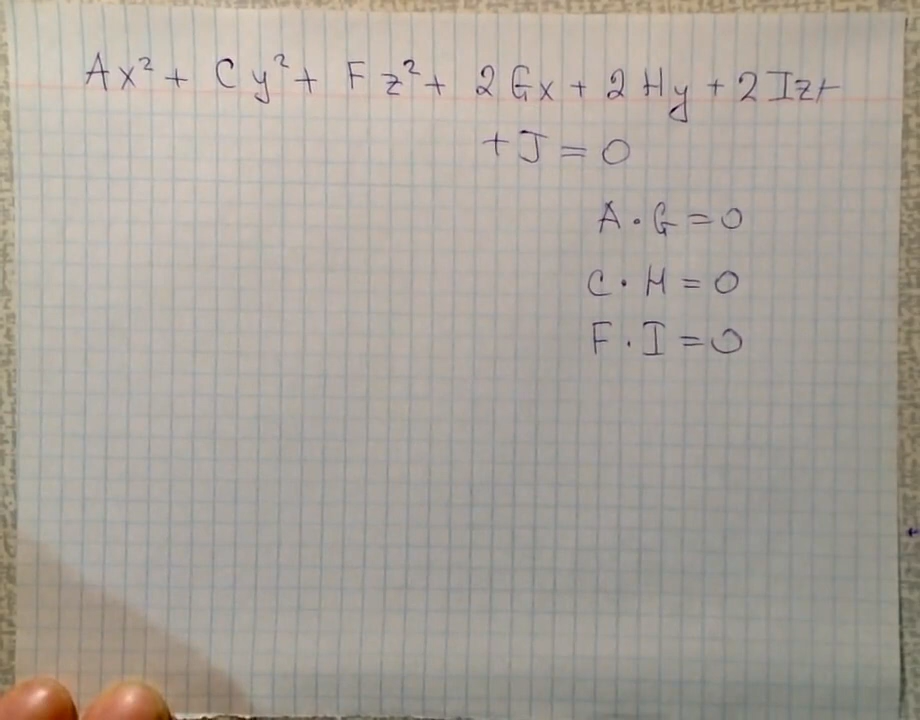 Ax² + Cy² + Fz² + 2Gx + 2Hy + 2Iz+
+J = 0
A·G = 0
C·H = 0
F·I = 0